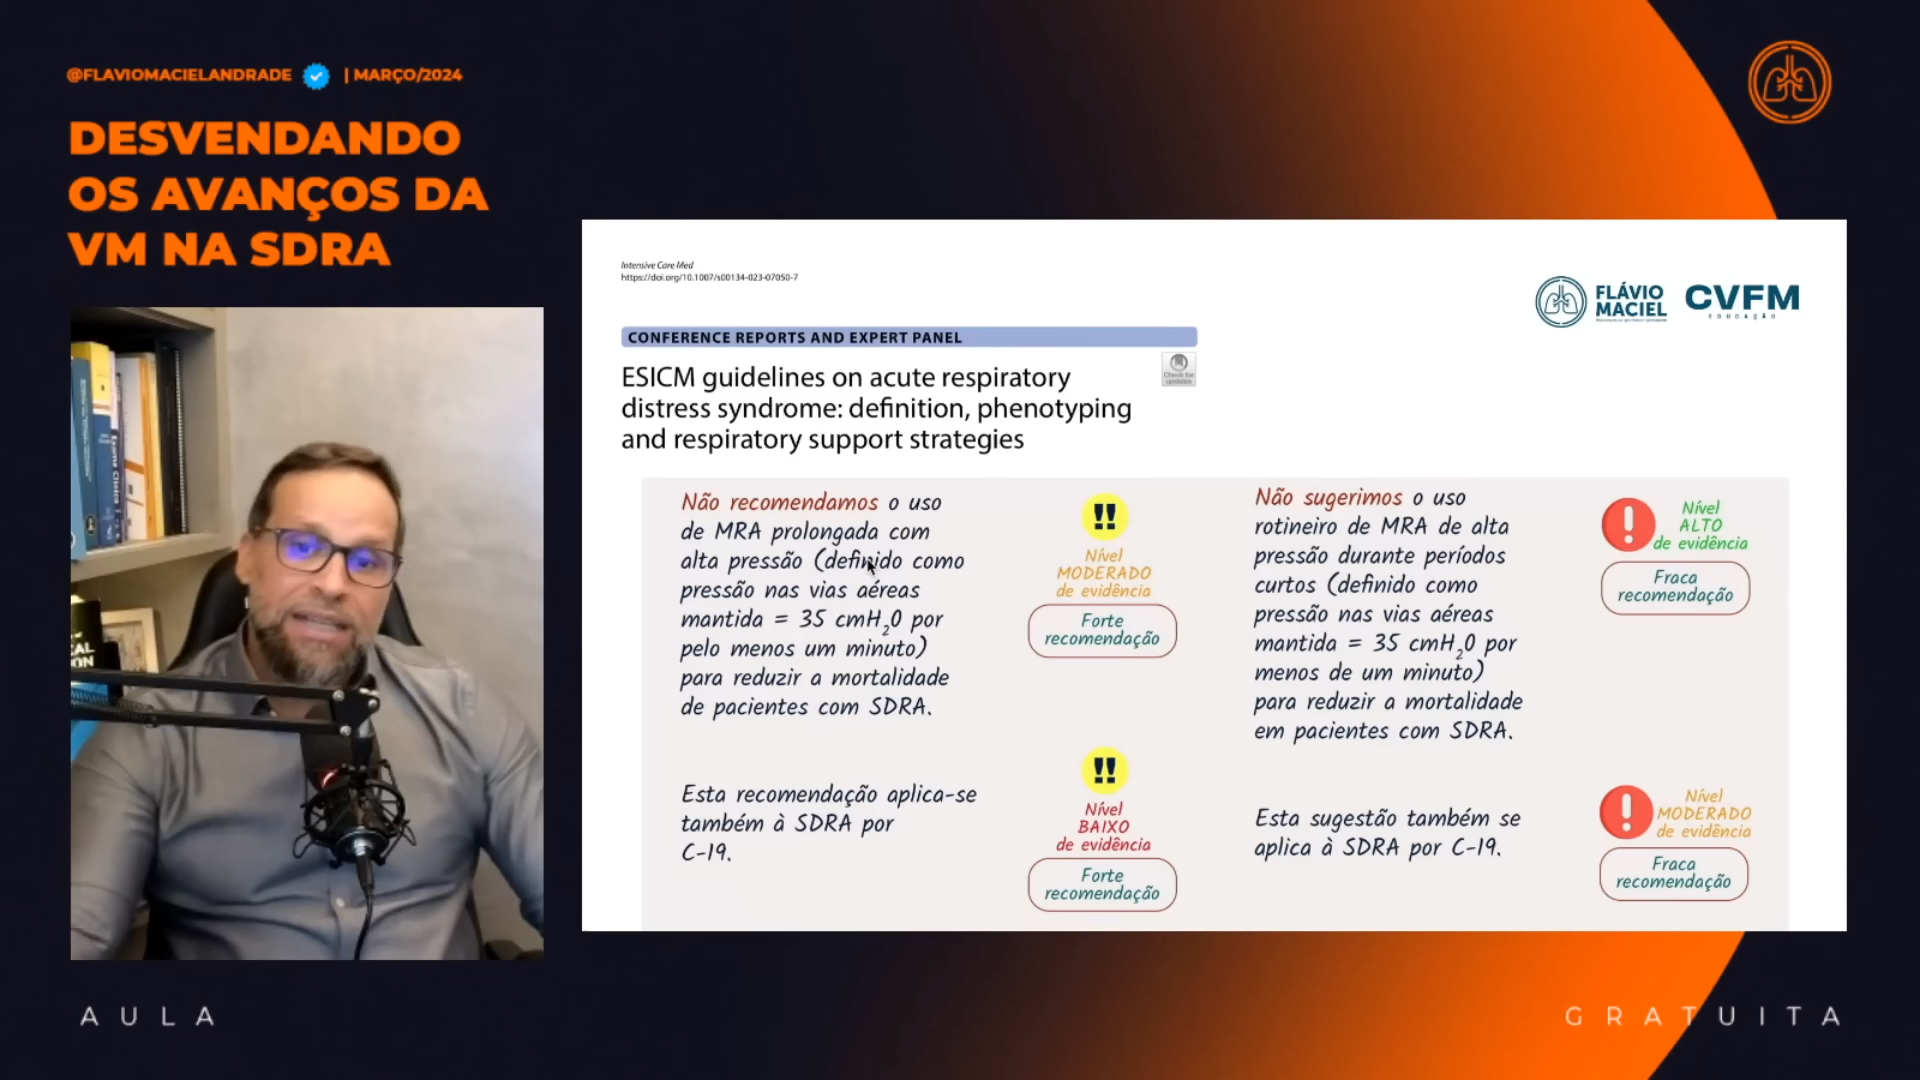 @FLAVIOMACIELANDRADE | MARÇO/2024
DESVENDANDO
OS AVANÇOS DA
VM NA SDRA
Intensive Care Med
https://doi.org/10.1007/s00134-023-07050-7
FLÁVIO
MACIEL
CVFM
EDUCAÇÃO
CONFERENCE REPORTS AND EXPERT PANEL
Check for
updates
ESICM guidelines on acute respiratory
distress syndrome: definition, phenotyping
and respiratory support strategies
Não recomendamos o uso
de MRA prolongada com
alta pressão (definido como
pressão nas vias aéreas
mantida = 35 cmH₂0 por
pelo menos um minuto)
para reduzir a mortalidade
de pacientes com SDRA.
!!
Nível
MODERADO
de evidência
Forte
recomendação
Esta recomendação aplica-se
também à SDRA por
C-19.
!!
Nível
BAIXO
de evidência
Forte
recomendação
Não sugerimos o uso
rotineiro de MRA de alta
pressão durante períodos
curtos (definido como
pressão nas vias aéreas
mantida = 35 cmH₂0 por
menos de um minuto)
para reduzir a mortalidade
em pacientes com SDRA.
!
Nível
ALTO
de evidência
Fraca
recomendação
Esta sugestão também se
aplica à SDRA por C-19.
!
Nível
MODERADO
de evidência
Fraca
recomendação
AULA
GRATUITA